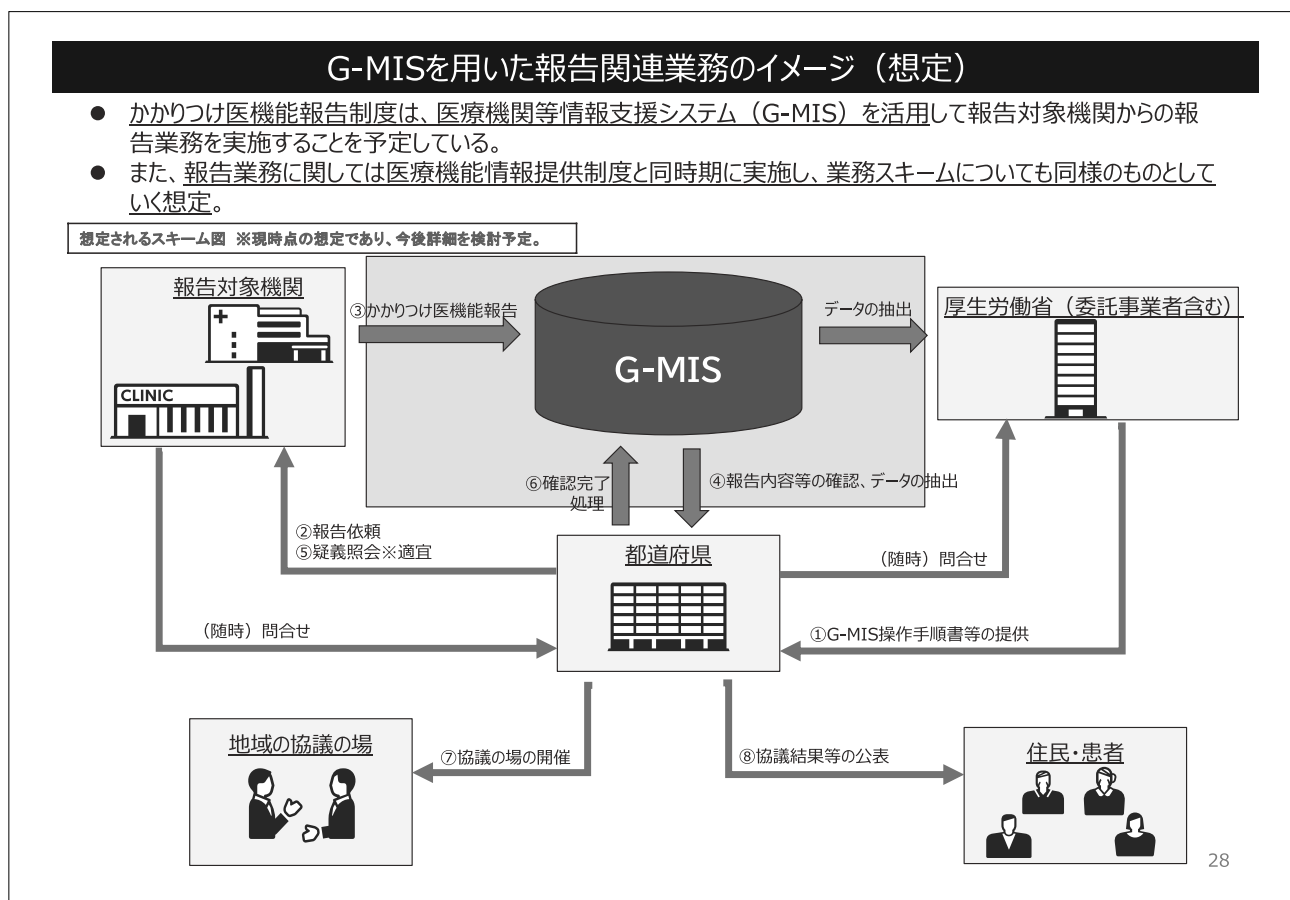 G-MISを用いた報告関連業務のイメージ（想定）
● かかりつけ医機能報告制度は、医療機関等情報支援システム（G-MIS）を活用して報告対象機関からの報
告業務を実施することを予定している。
● また、報告業務に関しては医療機能情報提供制度と同時期に実施し、業務スキームについても同様のものとして
いく想定。
想定されるスキーム図 ※現時点の想定であり、今後詳細を検討予定。
報告対象機関
CLINIC
③かかりつけ医機能報告
G-MIS
データの抽出
厚生労働省（委託事業者含む）
⑥確認完了
処理
④報告内容等の確認、データの抽出
②報告依頼
⑤疑義照会※適宜
都道府県
（随時）問合せ
（随時）問合せ
①G-MIS操作手順書等の提供
地域の協議の場
⑦協議の場の開催
⑧協議結果等の公表
住民・患者
28